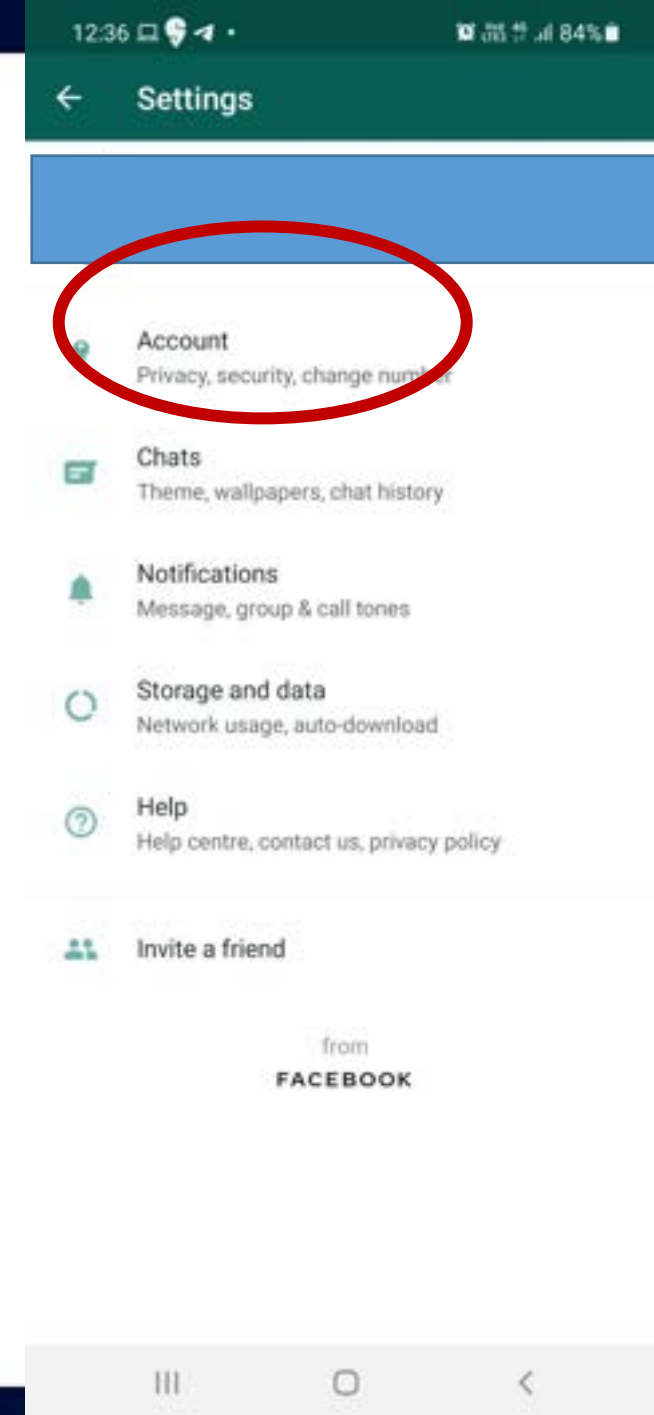 12:36
84%
Settings
Account
Privacy, security, change number
Chats
Theme, wallpapers, chat history
Notifications
Message, group & call tones
Storage and data
Network usage, auto-download
Help
Help centre, contact us, privacy policy
Invite a friend
from
FACEBOOK